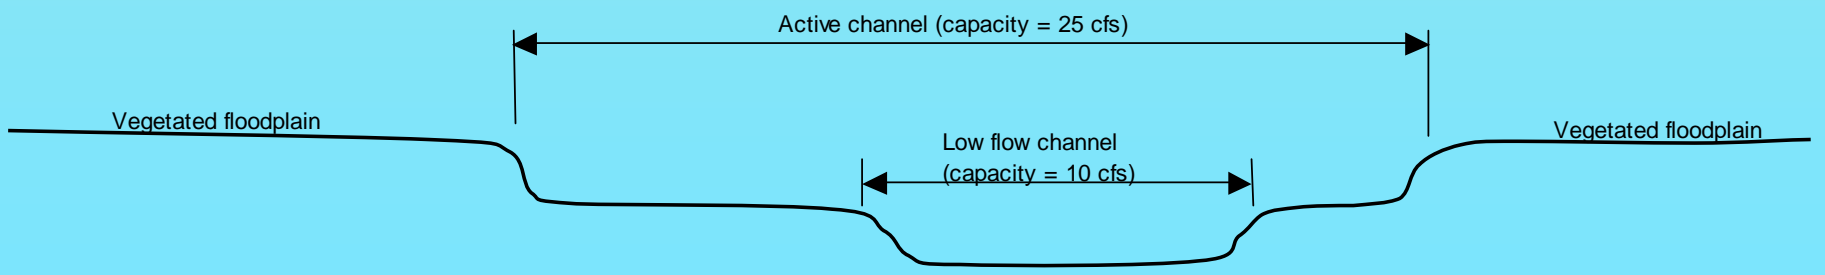 Active channel (capacity = 25 cfs)
Vegetated floodplain
Low flow channel
(capacity = 10 cfs)
Vegetated floodplain